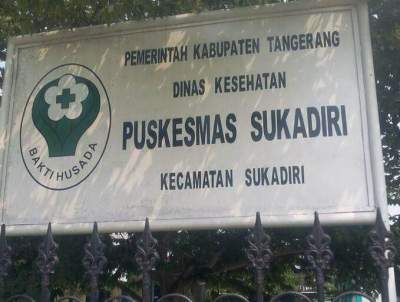 PEMERINTAH KABUPATEN TANGERANG
DINAS KESEHATAN
PUSKESMAS SUKADIRI
KECAMATAN SUKADIRI
BAKTI HUSADA